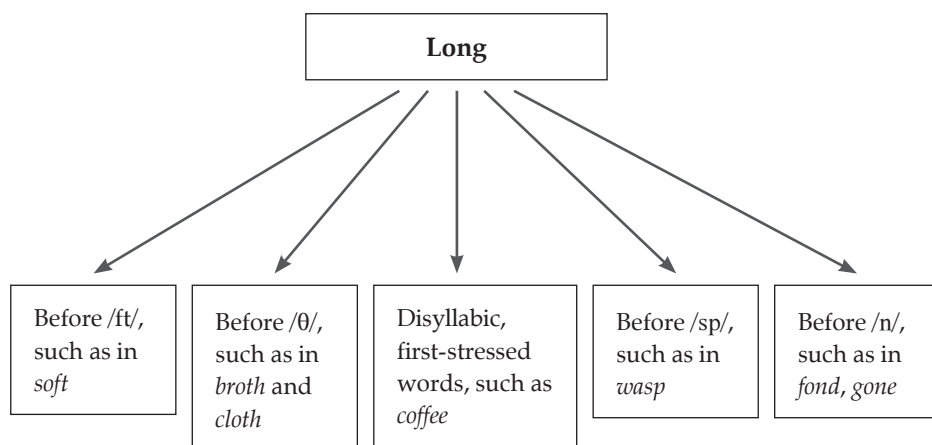 Long
Before /ft/,
such as in
soft
Before /θ/,
such as in
broth and
cloth
Disyllabic,
first-stressed
words, such as
coffee
Before /sp/,
such as in
wasp
Before /n/,
such as in
fond, gone